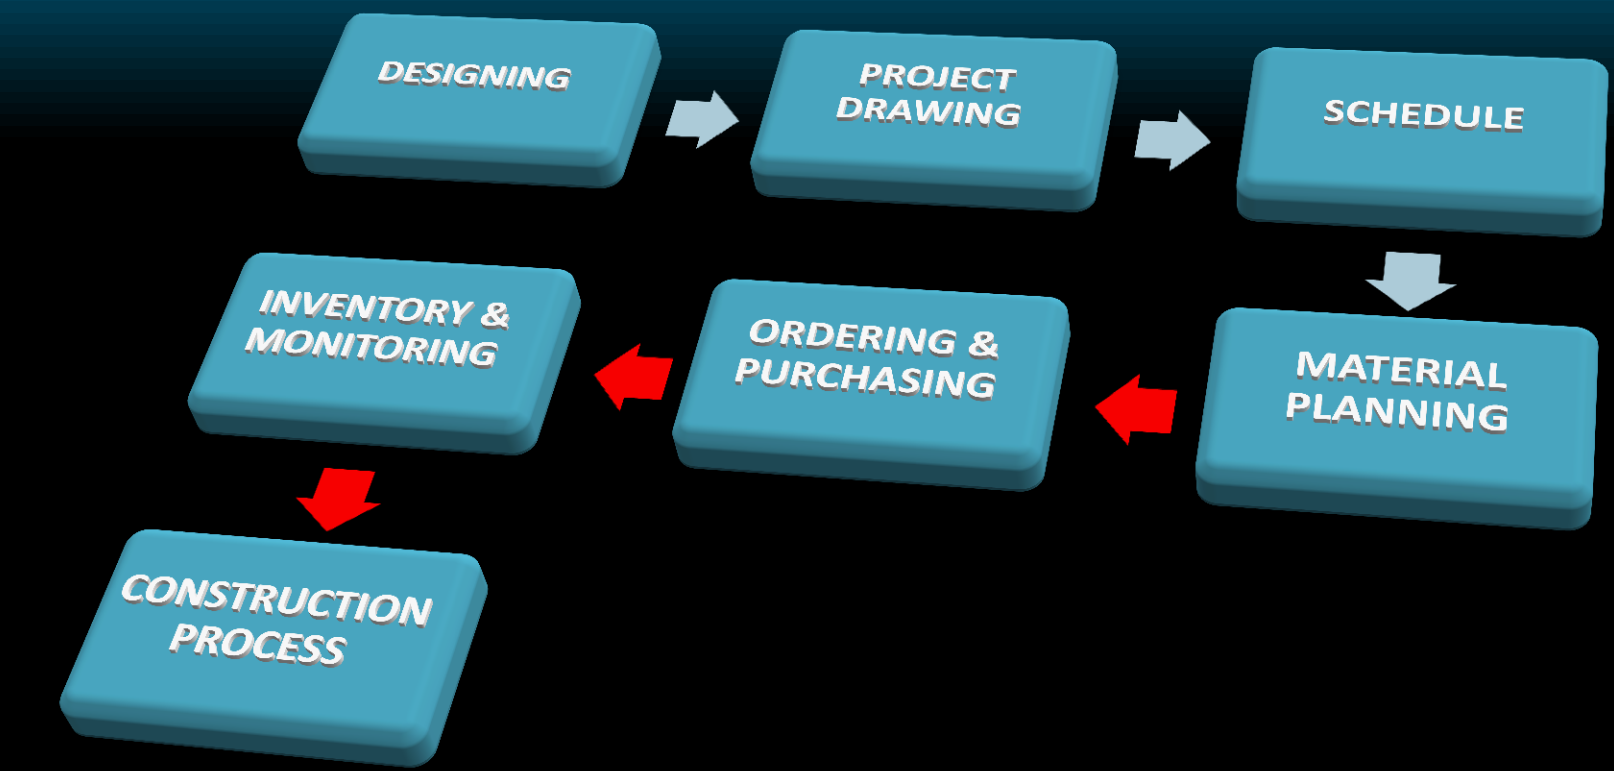 DESIGNING
PROJECT
DRAWING
SCHEDULE
MATERIAL
PLANNING
ORDERING &
PURCHASING
INVENTORY &
MONITORING
CONSTRUCTION
PROCESS